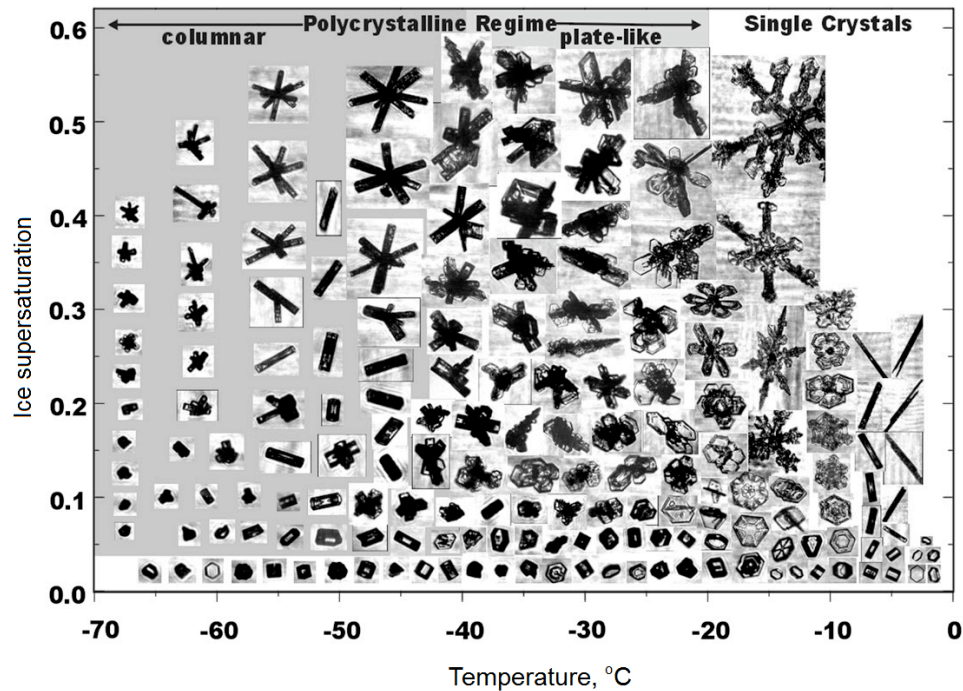 Polycrystalline Regime
Single Crystals
columnar
plate-like
0.6
0.5
0.4
0.3
0.2
0.1
0.0
Ice supersaturation
-70
-60
-50
-40
-30
-20
-10
0
Temperature, °C